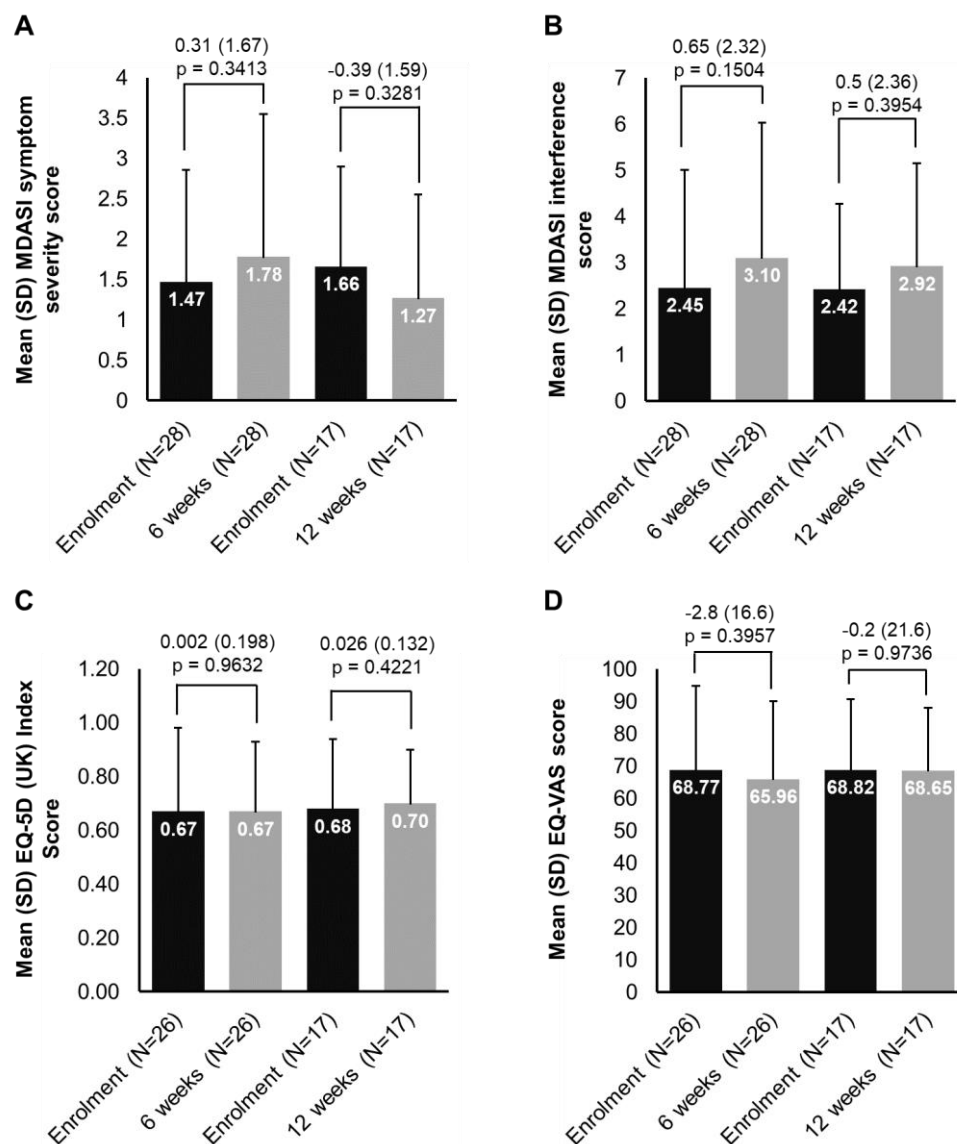 A
0.31 (1.67)
p = 0.3413
-0.39 (1.59)
p = 0.3281
Mean (SD) MDASI symptom
severity score
4
3.5
3
2.5
2
1.5
1
0.5
0
1.47
1.78
1.66
1.27
Enrolment (N=28)
6 weeks (N=28)
Enrolment (N=17)
12 weeks (N=17)
B
0.65 (2.32)
p = 0.1504
0.5 (2.36)
p = 0.3954
Mean (SD) MDASI interference
score
7
6
5
4
3
2
1
0
2.45
3.10
2.42
2.92
Enrolment (N=28)
6 weeks (N=28)
Enrolment (N=17)
12 weeks (N=17)
C
0.002 (0.198)
p = 0.9632
0.026 (0.132)
p = 0.4221
Mean (SD) EQ-5D (UK) Index
Score
1.20
1.00
0.80
0.60
0.40
0.20
0.00
0.67
0.67
0.68
0.70
Enrolment (N=26)
6 weeks (N=26)
Enrolment (N=17)
12 weeks (N=17)
D
-2.8 (16.6)
p = 0.3957
-0.2 (21.6)
p = 0.9736
Mean (SD) EQ-VAS score
100
90
80
70
60
50
40
30
20
10
0
68.77
65.96
68.82
68.65
Enrolment (N=26)
6 weeks (N=26)
Enrolment (N=17)
12 weeks (N=17)